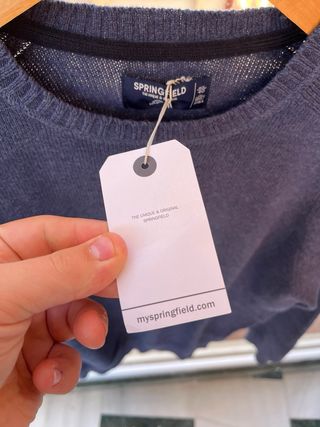 SPRINGFIELD
THE UNIQUE & ORIGINAL
SPRINGFIELD
myspringfield.com